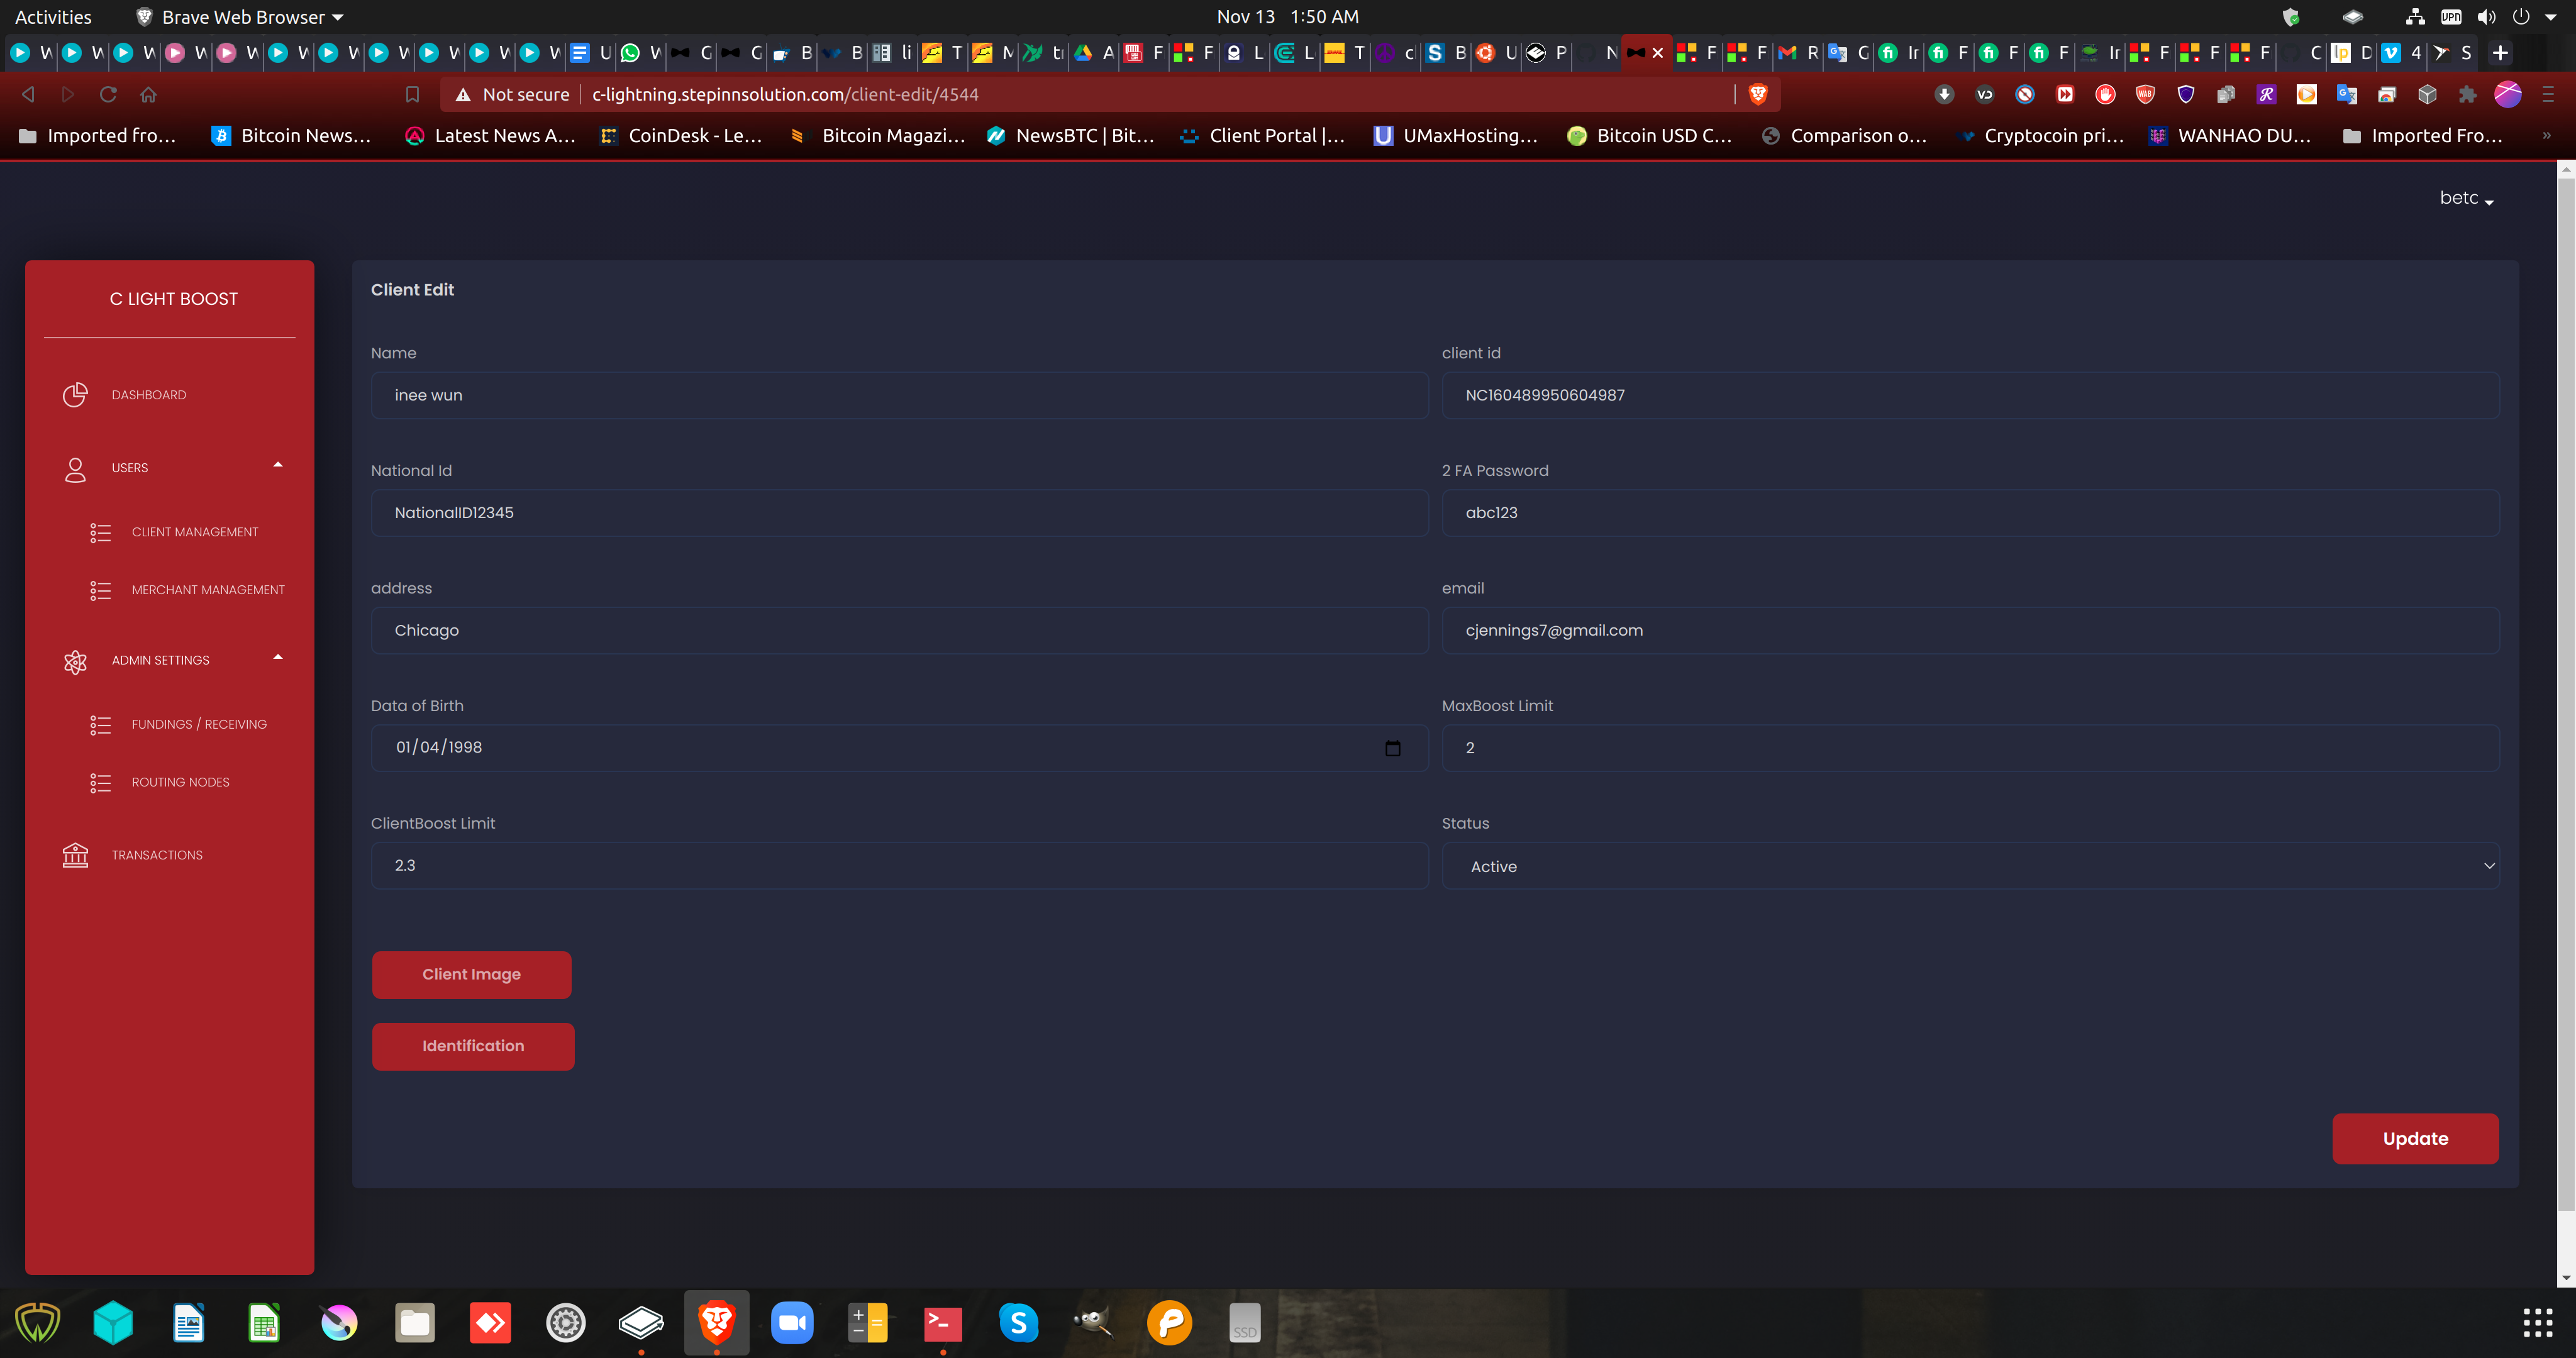 Activities
Brave Web Browser
Nov 13 1:50 AM
VPN
Not secure
c-lightning.stepinnsolution.com/client-edit/4544
Imported fro...
Bitcoin News...
Latest News A...
CoinDesk - Le...
Bitcoin Magazi...
NewsBTC | Bit...
Client Portal |...
UMaxHosting...
Bitcoin USD C...
Comparison o...
Cryptocoin pri...
WANHAO DU...
Imported Fro...
betc
C LIGHT BOOST
DASHBOARD
USERS
CLIENT MANAGEMENT
MERCHANT MANAGEMENT
ADMIN SETTINGS
FUNDINGS / RECEIVING
ROUTING NODES
TRANSACTIONS
Client Edit
Name
client id
inee wun
NC160489950604987
National Id
2 FA Password
NationalID12345
abc123
address
email
Chicago
cjennings7@gmail.com
Data of Birth
MaxBoost Limit
01/04/1998
2
ClientBoost Limit
Status
2.3
Active
Client Image
Identification
Update
SSD